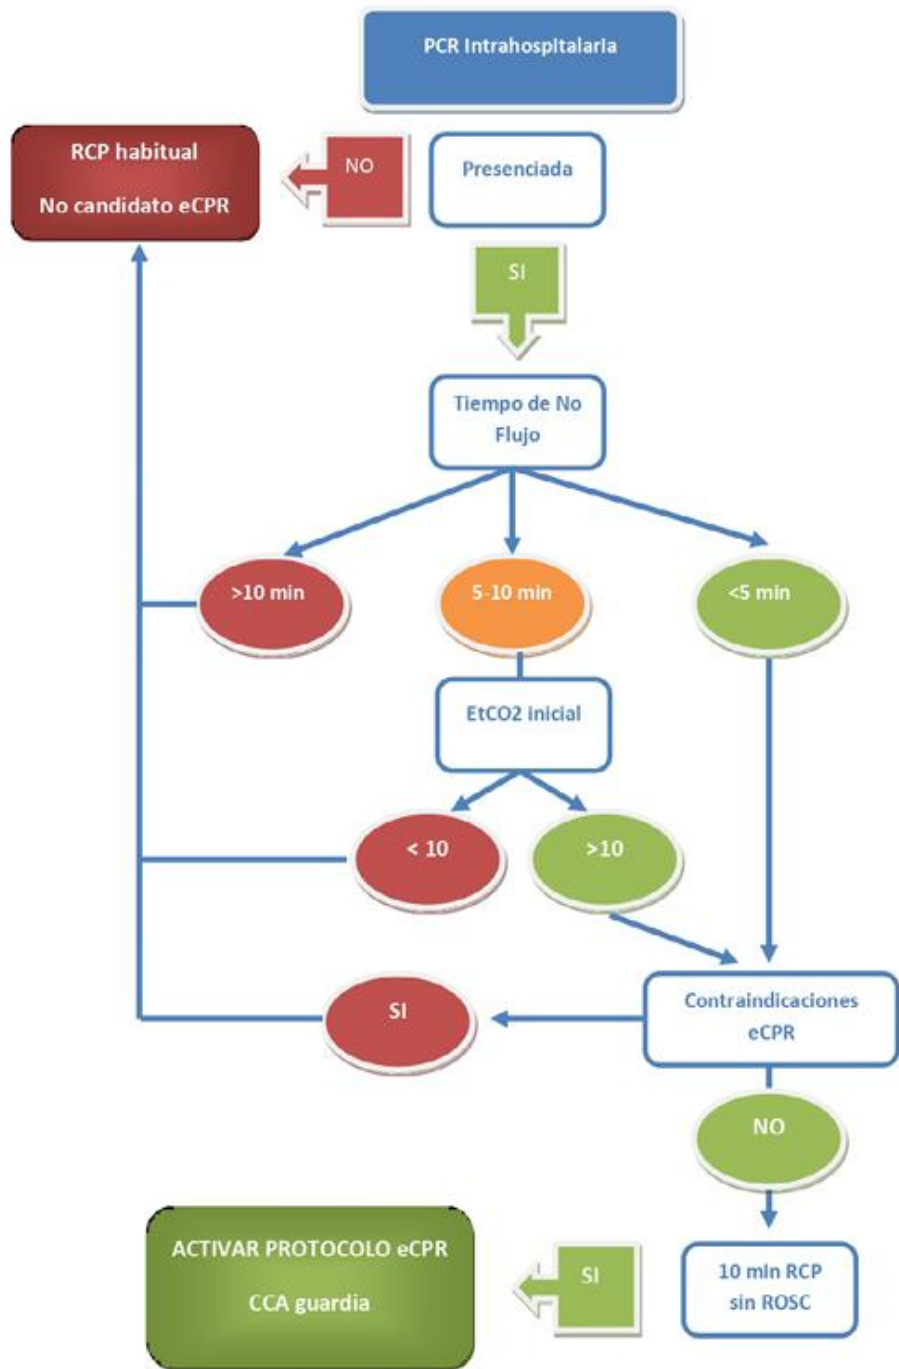 PCR Intrahospitalaria
RCP habitual
No candidato eCPR
NO
Presenciada
SI
Tiempo de No
Flujo
>10 min
5-10 min
<5 min
EtCO2 inicial
< 10
>10
SI
Contraindicaciones
eCPR
NO
ACTIVAR PROTOCOLO eCPR
CCA guardia
SI
10 min RCP
sin ROSC